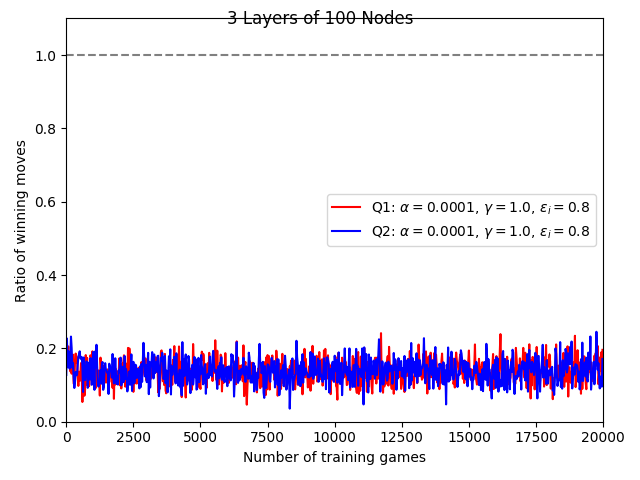 3 Layers of 100 Nodes
1.0
0.8
0.6
0.4
0.2
0.0
Ratio of winning moves
Q1: α = 0.0001, γ = 1.0, ε_i = 0.8
Q2: α = 0.0001, γ = 1.0, ε_i = 0.8
0 2500 5000 7500 10000 12500 15000 17500 20000
Number of training games